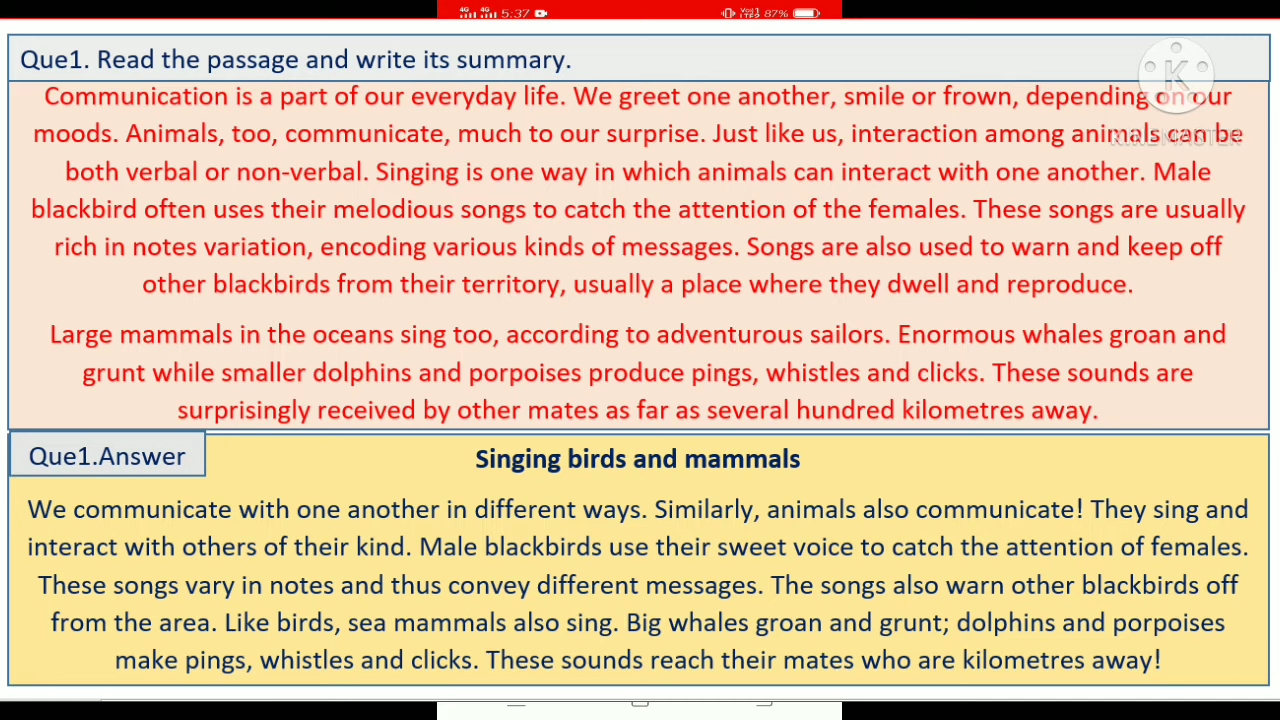 4G 4G 5:37 87%
Que1. Read the passage and write its summary.
Communication is a part of our everyday life. We greet one another, smile or frown, depending on our
moods. Animals, too, communicate, much to our surprise. Just like us, interaction among animals can be
both verbal or non-verbal. Singing is one way in which animals can interact with one another. Male
blackbird often uses their melodious songs to catch the attention of the females. These songs are usually
rich in notes variation, encoding various kinds of messages. Songs are also used to warn and keep off
other blackbirds from their territory, usually a place where they dwell and reproduce.
Large mammals in the oceans sing too, according to adventurous sailors. Enormous whales groan and
grunt while smaller dolphins and porpoises produce pings, whistles and clicks. These sounds are
surprisingly received by other mates as far as several hundred kilometres away.
K
KINEMASTER
Que1.Answer
Singing birds and mammals
We communicate with one another in different ways. Similarly, animals also communicate! They sing and
interact with others of their kind. Male blackbirds use their sweet voice to catch the attention of females.
These songs vary in notes and thus convey different messages. The songs also warn other blackbirds off
from the area. Like birds, sea mammals also sing. Big whales groan and grunt; dolphins and porpoises
make pings, whistles and clicks. These sounds reach their mates who are kilometres away!